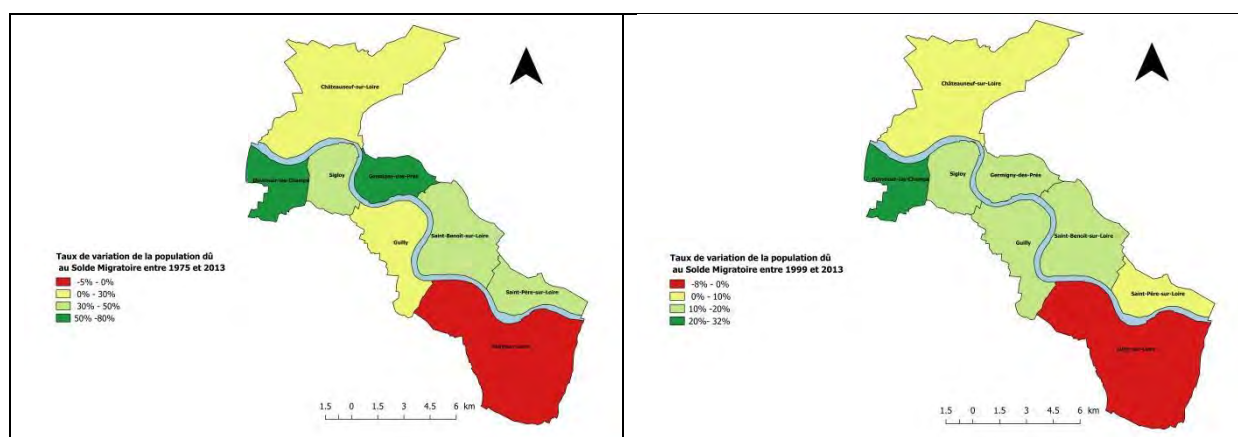 Châteauneuf-sur-Loire
Sigloy
Germigny-des-Prés
Guilly
Saint-Benoît-sur-Loire
Saint-Père-sur-Loire
Taux de variation de la population dû
au Solde Migratoire entre 1975 et 2013
-5% - 0%
0% - 30%
30% - 50%
50% -80%
1.5 0 1.5 3 4.5 6 km
Châteauneuf-sur-Loire
Sigloy
Germigny-des-Prés
Guilly
Saint-Benoît-sur-Loire
Saint-Père-sur-Loire
Taux de variation de la population dû
au Solde Migratoire entre 1999 et 2013
-8% - 0%
0% - 10%
10% -20%
20%- 32%
1.5 0 1.5 3 4.5 6 km